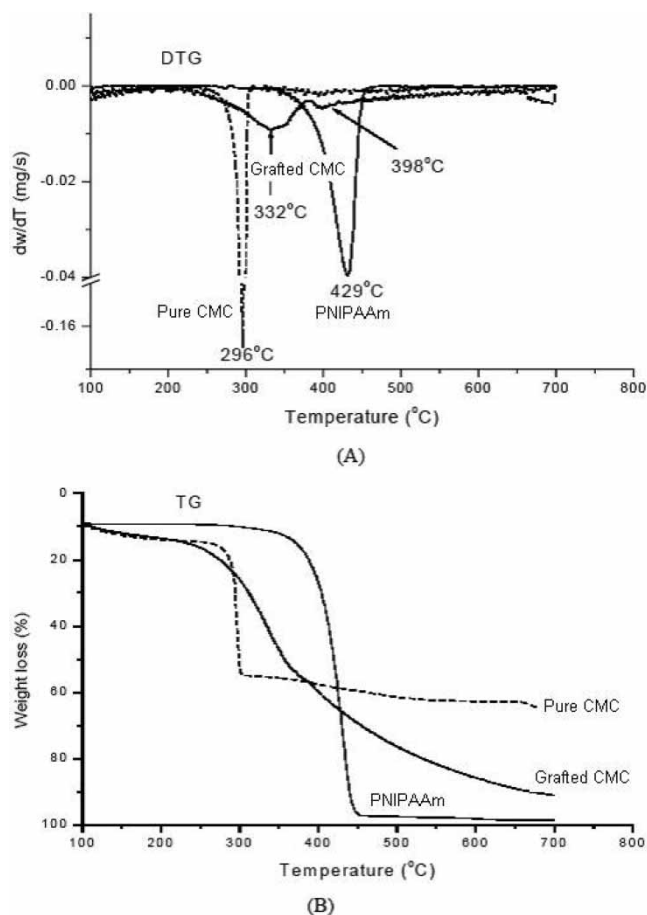 DTG
0.00
-0.02
-0.04
-0.16
dw/dT (mg/s)
Grafted CMC
398°C
332°C
429°C
Pure CMC
PNIPAAm
296°C
100 200 300 400 500 600 700 800
Temperature (°C)
(A)
TG
0
20
40
60
80
100
Weight loss (%)
Pure CMC
Grafted CMC
PNIPAAm
100 200 300 400 500 600 700 800
Temperature (°C)
(B)